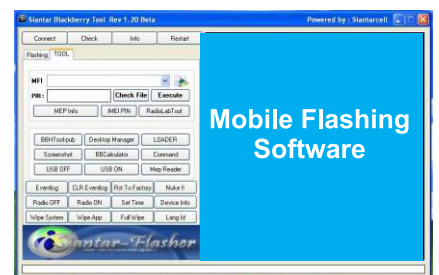 Siantar Blackberry Tool Rev 1.20 Beta Powered by : Siantarcell
Connect Check Info Restart
Flashing TOOL
MFI
PIN : Check File Execute
MEP Info IMEI PIN RadioLabTool
BBHToolpub Desktop Manager LOADER
Screenshot BBCalculator Command
USB OFF USB ON Mep Reader
Eventlog CLR Eventlog Rst To Factory Nuke !!
Radio OFF Radio ON Set Time Device Info
Wipe System Wipe App Full Wipe Lang Id
Siantar-Flasher
Mobile Flashing
Software